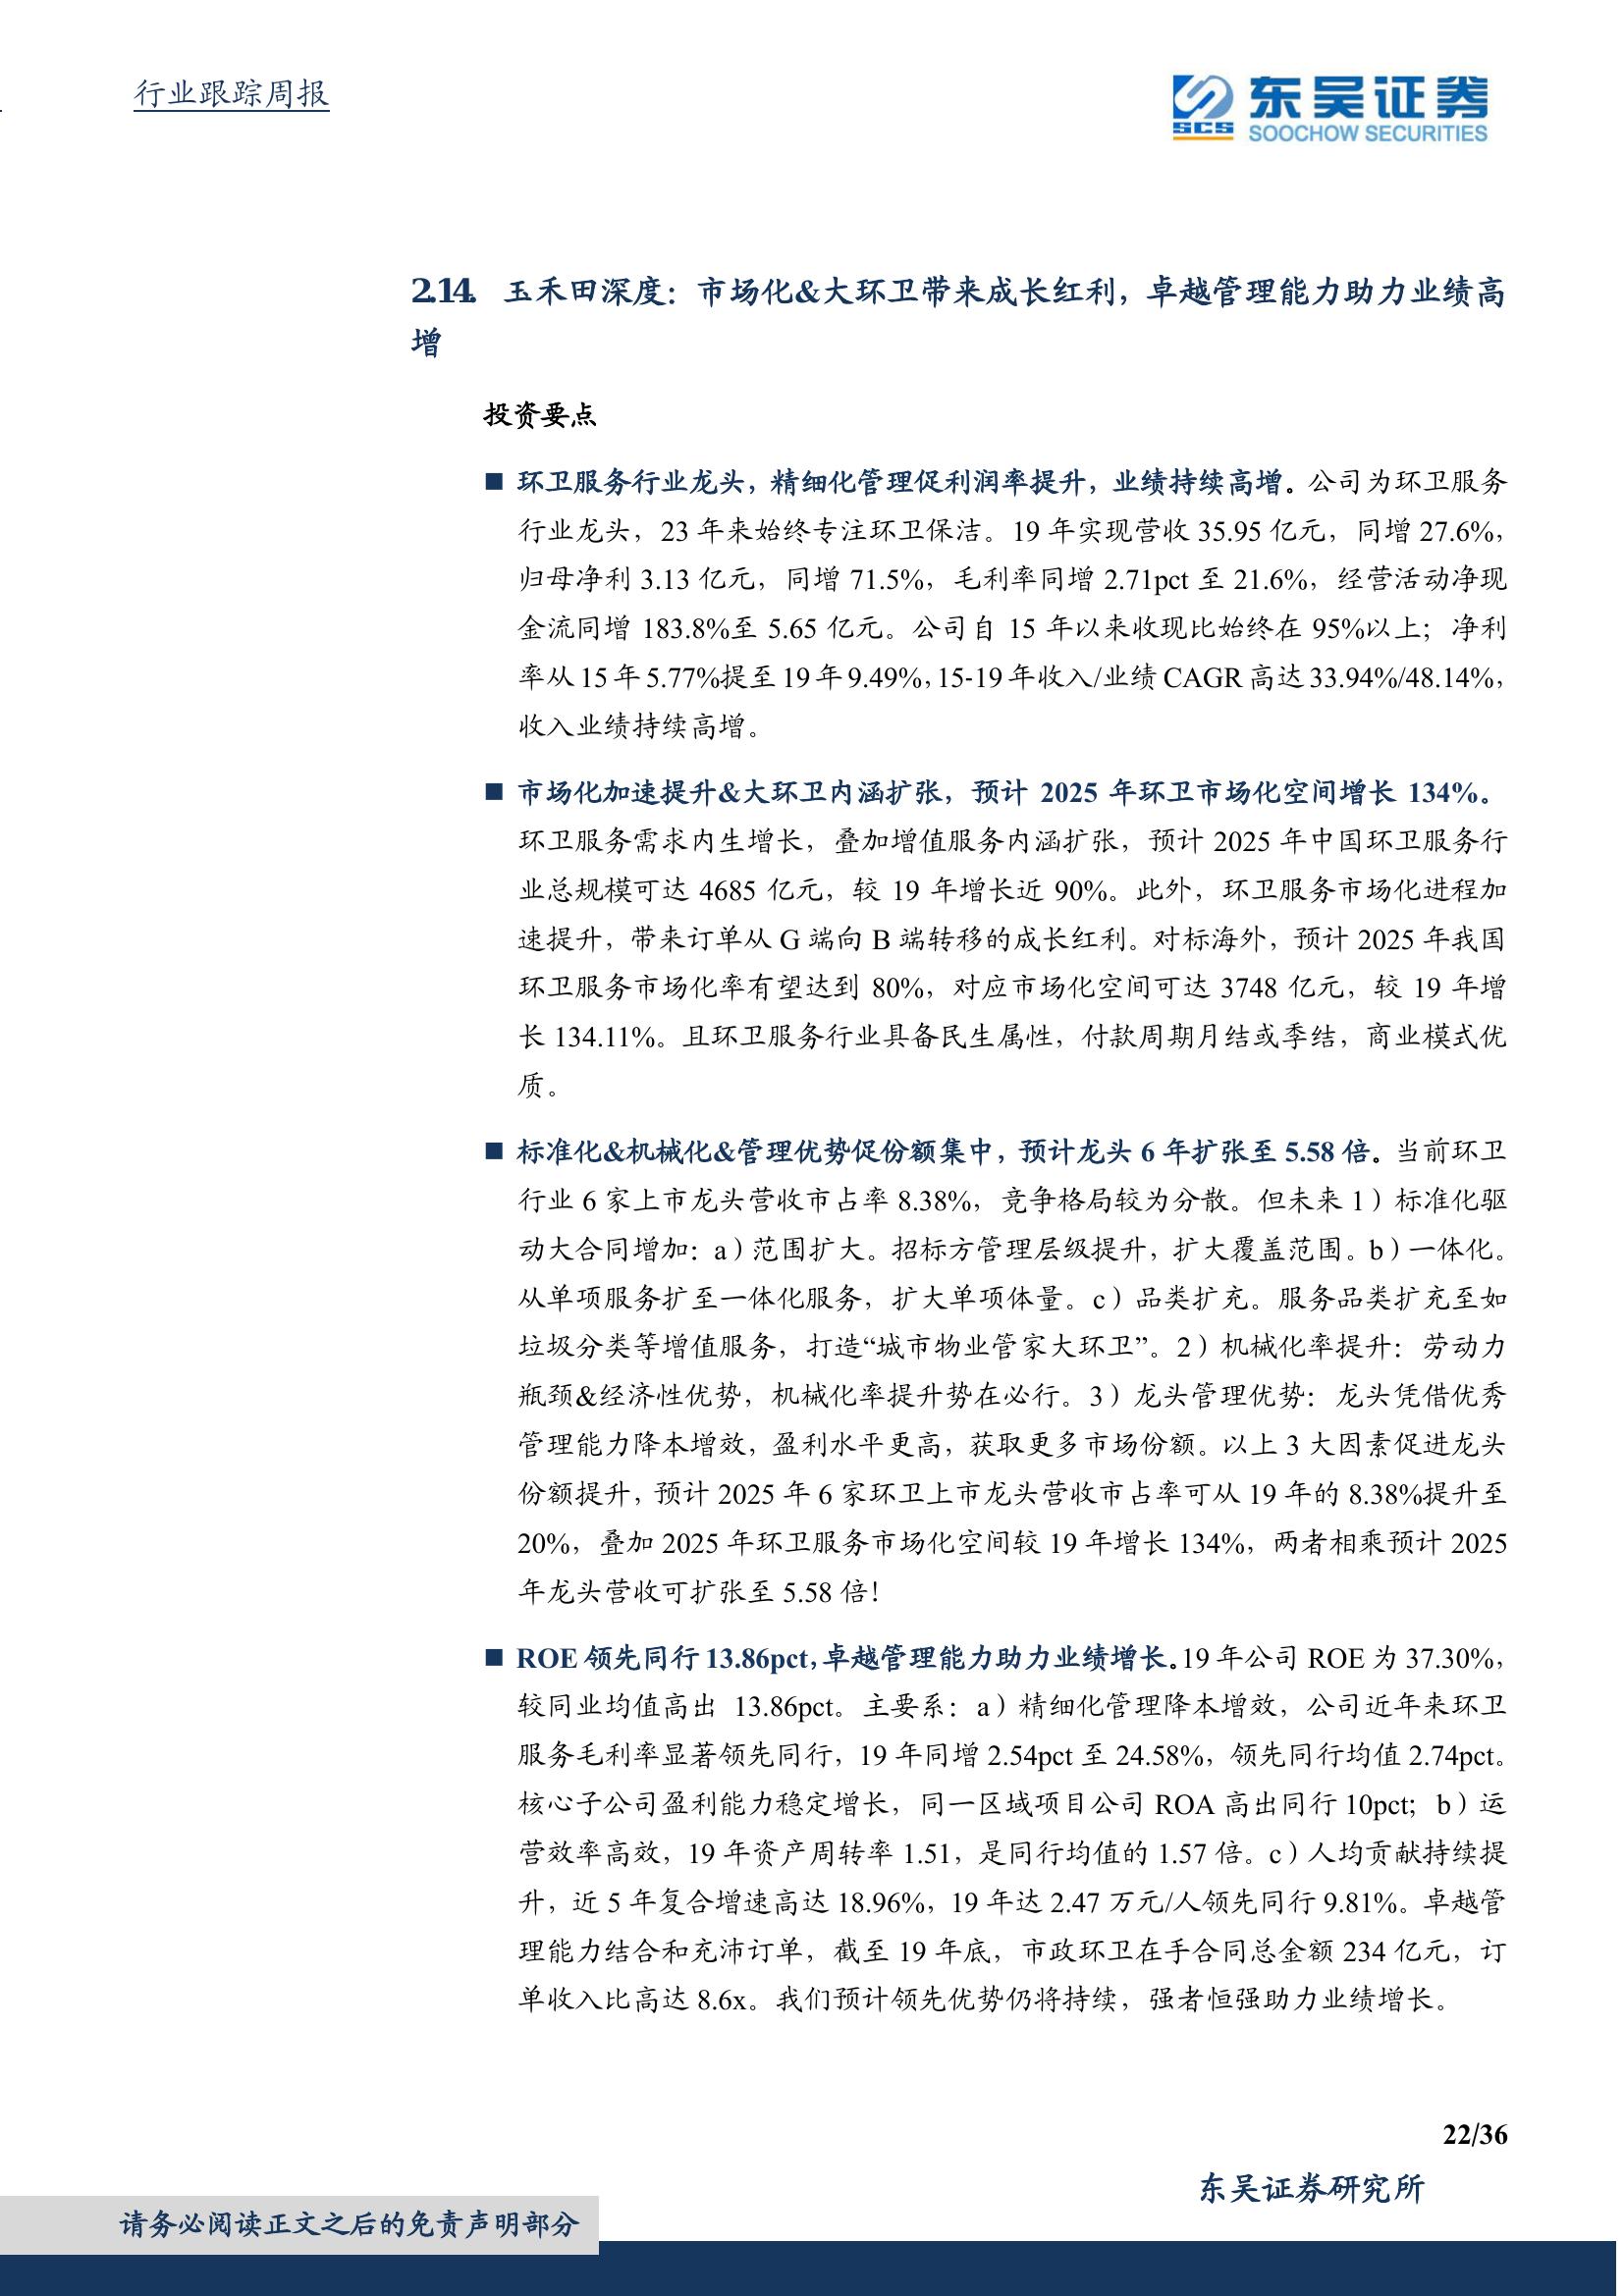 行业跟踪周报
SCS
东吴证券
SOOCHOW SECURITIES
2.14. 玉禾田深度：市场化&大环卫带来成长红利，卓越管理能力助力业绩高
增
投资要点
■ 环卫服务行业龙头，精细化管理促利润率提升，业绩持续高增。公司为环卫服务
行业龙头，23 年来始终专注环卫保洁。19 年实现营收 35.95 亿元，同增 27.6%，
归母净利 3.13 亿元，同增 71.5%，毛利率同增 2.71pct 至 21.6%，经营活动净现
金流同增 183.8%至 5.65 亿元。公司自 15 年以来收现比始终在 95%以上；净利
率从 15 年 5.77%提至 19 年 9.49%，15-19 年收入/业绩 CAGR 高达 33.94%/48.14%，
收入业绩持续高增。
■ 市场化加速提升&大环卫内涵扩张，预计 2025 年环卫市场化空间增长 134%。
环卫服务需求内生增长，叠加增值服务内涵扩张，预计 2025 年中国环卫服务行
业总规模可达 4685 亿元，较 19 年增长近 90%。此外，环卫服务市场化进程加
速提升，带来订单从 G 端向 B 端转移的成长红利。对标海外，预计 2025 年我国
环卫服务市场化率有望达到 80%，对应市场化空间可达 3748 亿元，较 19 年增
长 134.11%。且环卫服务行业具备民生属性，付款周期月结或季结，商业模式优
质。
■ 标准化&机械化&管理优势促份额集中，预计龙头 6 年扩张至 5.58 倍。当前环卫
行业 6 家上市龙头营收市占率 8.38%，竞争格局较为分散。但未来 1）标准化驱
动大合同增加：a）范围扩大。招标方管理层级提升，扩大覆盖范围。b）一体化。
从单项服务扩至一体化服务，扩大单项体量。c）品类扩充。服务品类扩充至如
垃圾分类等增值服务，打造“城市物业管家大环卫”。2）机械化率提升：劳动力
瓶颈&经济性优势，机械化率提升势在必行。3）龙头管理优势：龙头凭借优秀
管理能力降本增效，盈利水平更高，获取更多市场份额。以上 3 大因素促进龙头
份额提升，预计 2025 年 6 家环卫上市龙头营收市占率可从 19 年的 8.38%提升至
20%，叠加 2025 年环卫服务市场化空间较 19 年增长 134%，两者相乘预计 2025
年龙头营收可扩张至 5.58 倍！
■ ROE 领先同行 13.86pct，卓越管理能力助力业绩增长。19 年公司 ROE 为 37.30%，
较同业均值高出 13.86pct。主要系：a）精细化管理降本增效，公司近年来环卫
服务毛利率显著领先同行，19 年同增 2.54pct 至 24.58%，领先同行均值 2.74pct。
核心子公司盈利能力稳定增长，同一区域项目公司 ROA 高出同行 10pct；b）运
营效率高效，19 年资产周转率 1.51，是同行均值的 1.57 倍。c）人均贡献持续提
升，近 5 年复合增速高达 18.96%，19 年达 2.47 万元/人领先同行 9.81%。卓越管
理能力结合和充沛订单，截至 19 年底，市政环卫在手合同总金额 234 亿元，订
单收入比高达 8.6x。我们预计领先优势仍将持续，强者恒强助力业绩增长。
22/36
东吴证券研究所
请务必阅读正文之后的免责声明部分